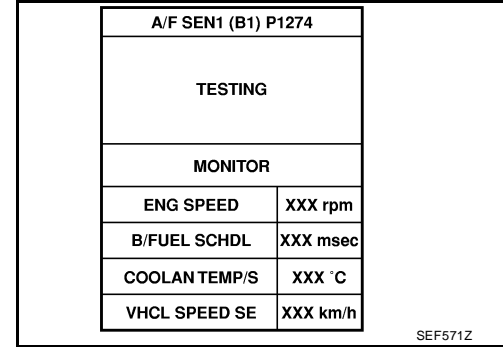 A/F SEN1 (B1) P1274
TESTING
MONITOR
ENG SPEED XXX rpm
B/FUEL SCHDL XXX msec
COOLAN TEMP/S XXX °C
VHCL SPEED SE XXX km/h
SEF571Z